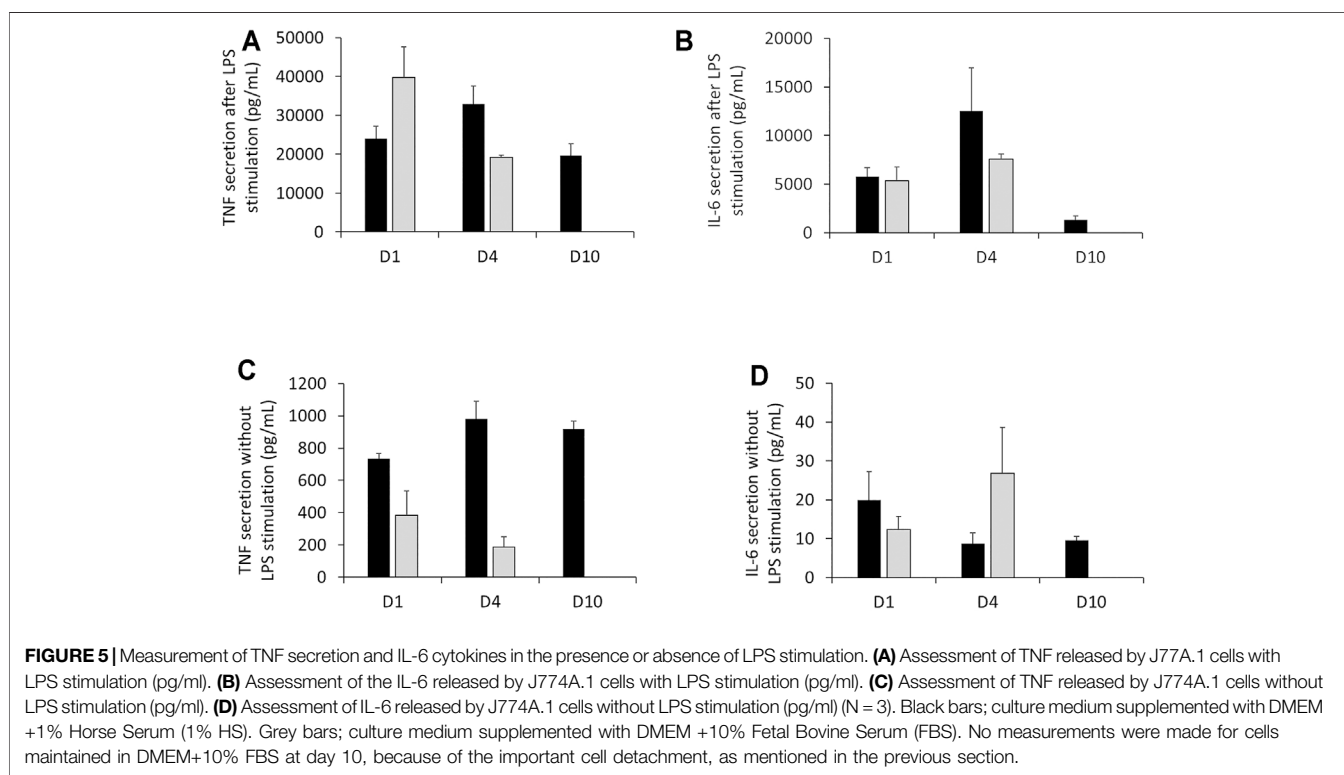 A
TNF secretion after LPS
stimulation (pg/mL)
50000
40000
30000
20000
10000
0
D1 D4 D10
B
IL-6 secretion after LPS
stimulation (pg/mL)
20000
15000
10000
5000
0
D1 D4 D10
C
TNF secretion without
LPS stimulation (pg/mL)
1200
1000
800
600
400
200
0
D1 D4 D10
D
IL-6 secretion without
LPS stimulation (pg/mL)
50
40
30
20
10
0
D1 D4 D10
FIGURE 5 | Measurement of TNF secretion and IL-6 cytokines in the presence or absence of LPS stimulation. (A) Assessment of TNF released by J77A.1 cells with
LPS stimulation (pg/ml). (B) Assessment of the IL-6 released by J774A.1 cells with LPS stimulation (pg/ml). (C) Assessment of TNF released by J774A.1 cells without
LPS stimulation (pg/ml). (D) Assessment of IL-6 released by J774A.1 cells without LPS stimulation (pg/ml) (N = 3). Black bars; culture medium supplemented with DMEM
+1% Horse Serum (1% HS). Grey bars; culture medium supplemented with DMEM +10% Fetal Bovine Serum (FBS). No measurements were made for cells
maintained in DMEM+10% FBS at day 10, because of the important cell detachment, as mentioned in the previous section.